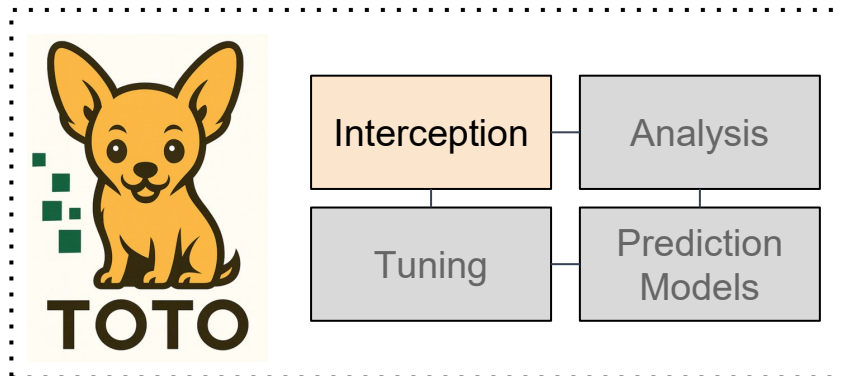 TOTO
Interception
Analysis
Tuning
Prediction
Models